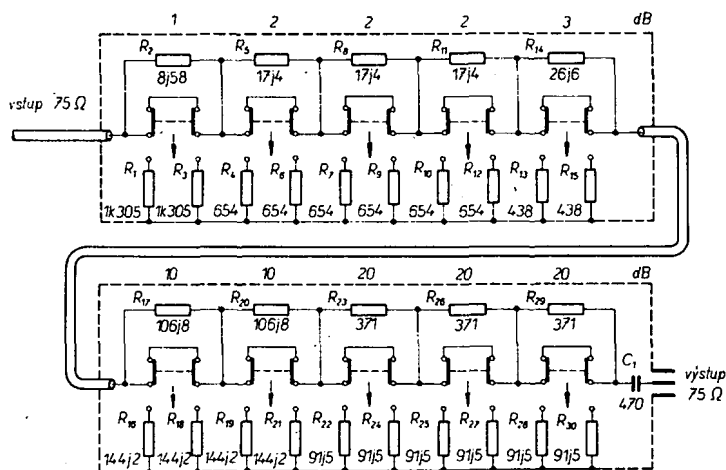 1 2 2 2 3 dB
R2 R5 R8 R11 R14
8j58 17j4 17j4 17j4 26j6
vstup 75 Ω
R1 R3 R4 R6 R7 R9 R10 R12 R13 R15
1k305 1k305 654 654 654 654 654 654 438 438
10 10 20 20 20 dB
R17 R20 R23 R26 R29
106j8 106j8 371 371 371
C1
470
výstup
75 Ω
R16 R18 R19 R21 R22 R24 R25 R27 R28 R30
144j2 144j2 144j2 144j2 91j5 91j5 91j5 91j5 91j5 91j5